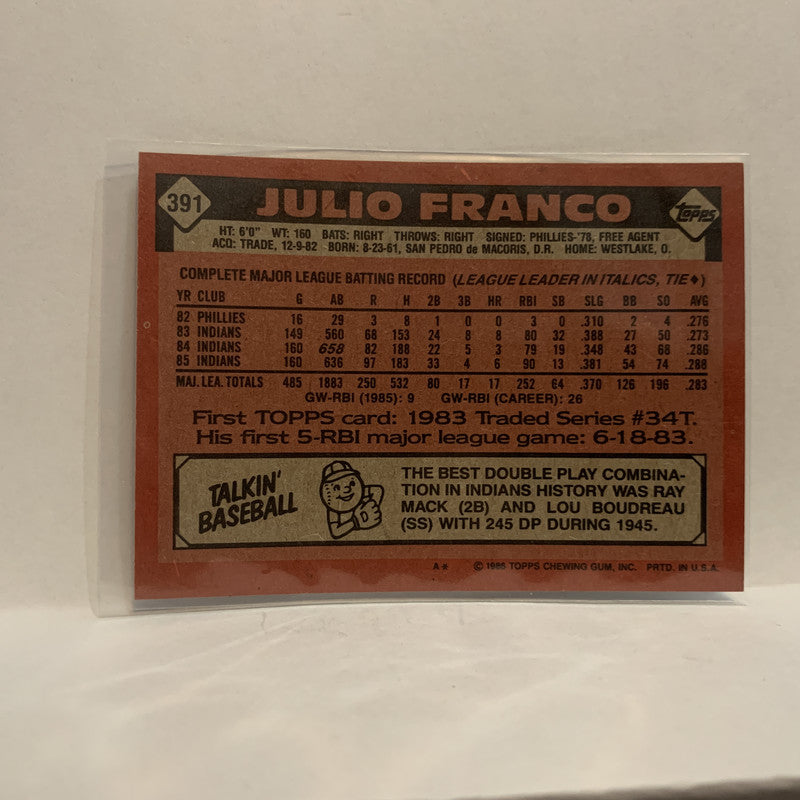 391 JULIO FRANCO TOPPS
HT: 6'0" WT: 160 BATS: RIGHT THROWS: RIGHT SIGNED: PHILLIES-'78, FREE AGENT
ACQ: TRADE, 12-9-82 BORN: 8-23-61, SAN PEDRO de MACORIS, D.R. HOME: WESTLAKE, O.
COMPLETE MAJOR LEAGUE BATTING RECORD (LEAGUE LEADER IN ITALICS, TIE♦)
YR CLUB G AB R H 2B 3B HR RBI SB SLG BB SO AVG
82 PHILLIES 16 29 3 8 1 0 0 3 0 .310 2 4 .276
83 INDIANS 149 560 68 153 24 8 8 80 32 .388 27 50 .273
84 INDIANS 160 658 82 188 22 5 3 79 19 .348 43 68 .286
85 INDIANS 160 636 97 183 33 4 6 90 13 .381 54 74 .288
MAJ. LEA. TOTALS 485 1883 250 532 80 17 17 252 64 .370 126 196 .283
GW-RBI (1985): 9 GW-RBI (CAREER): 26
First TOPPS card: 1983 Traded Series #34T.
His first 5-RBI major league game: 6-18-83.
TALKIN'
BASEBALL
THE BEST DOUBLE PLAY COMBINA-
TION IN INDIANS HISTORY WAS RAY
MACK (2B) AND LOU BOUDREAU
(SS) WITH 245 DP DURING 1945.
A* © 1986 TOPPS CHEWING GUM, INC. PRTD. IN U.S.A.